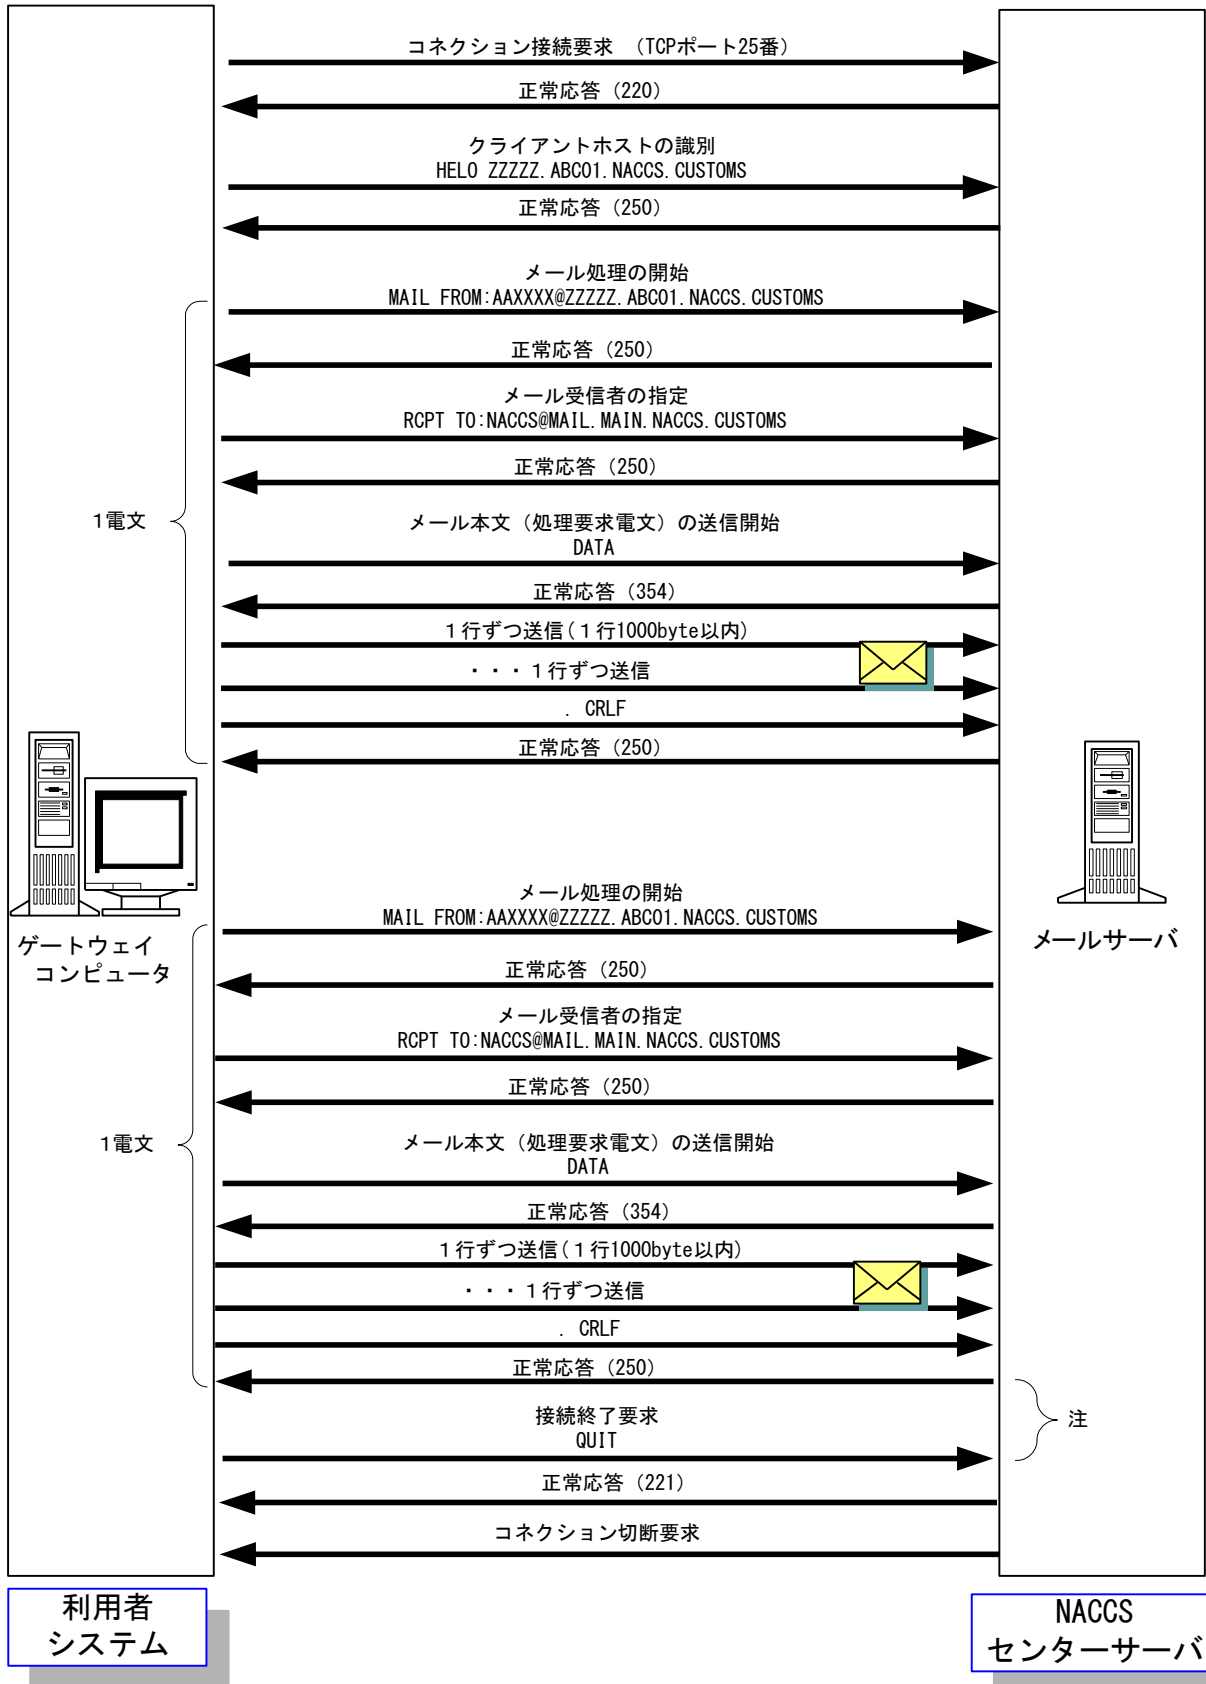 コネクション接続要求　（TCPポート25番）
正常応答（220）
クライアントホストの識別
HELO ZZZZZ.ABC01.NACCS.CUSTOMS
正常応答（250）
メール処理の開始
MAIL FROM:AAXXXX@ZZZZZ.ABC01.NACCS.CUSTOMS
正常応答（250）
メール受信者の指定
RCPT TO:NACCS@MAIL.MAIN.NACCS.CUSTOMS
正常応答（250）
1電文
メール本文（処理要求電文）の送信開始
DATA
正常応答（354）
１行ずつ送信(１行1000byte以内)
・・・１行ずつ送信
. CRLF
正常応答（250）
メール処理の開始
MAIL FROM:AAXXXX@ZZZZZ.ABC01.NACCS.CUSTOMS
ゲートウェイ
コンピュータ
メールサーバ
正常応答（250）
メール受信者の指定
RCPT TO:NACCS@MAIL.MAIN.NACCS.CUSTOMS
正常応答（250）
1電文
メール本文（処理要求電文）の送信開始
DATA
正常応答（354）
１行ずつ送信(１行1000byte以内)
・・・１行ずつ送信
. CRLF
正常応答（250）
接続終了要求
QUIT
注
正常応答（221）
コネクション切断要求
利用者
システム
NACCS
センターサーバ